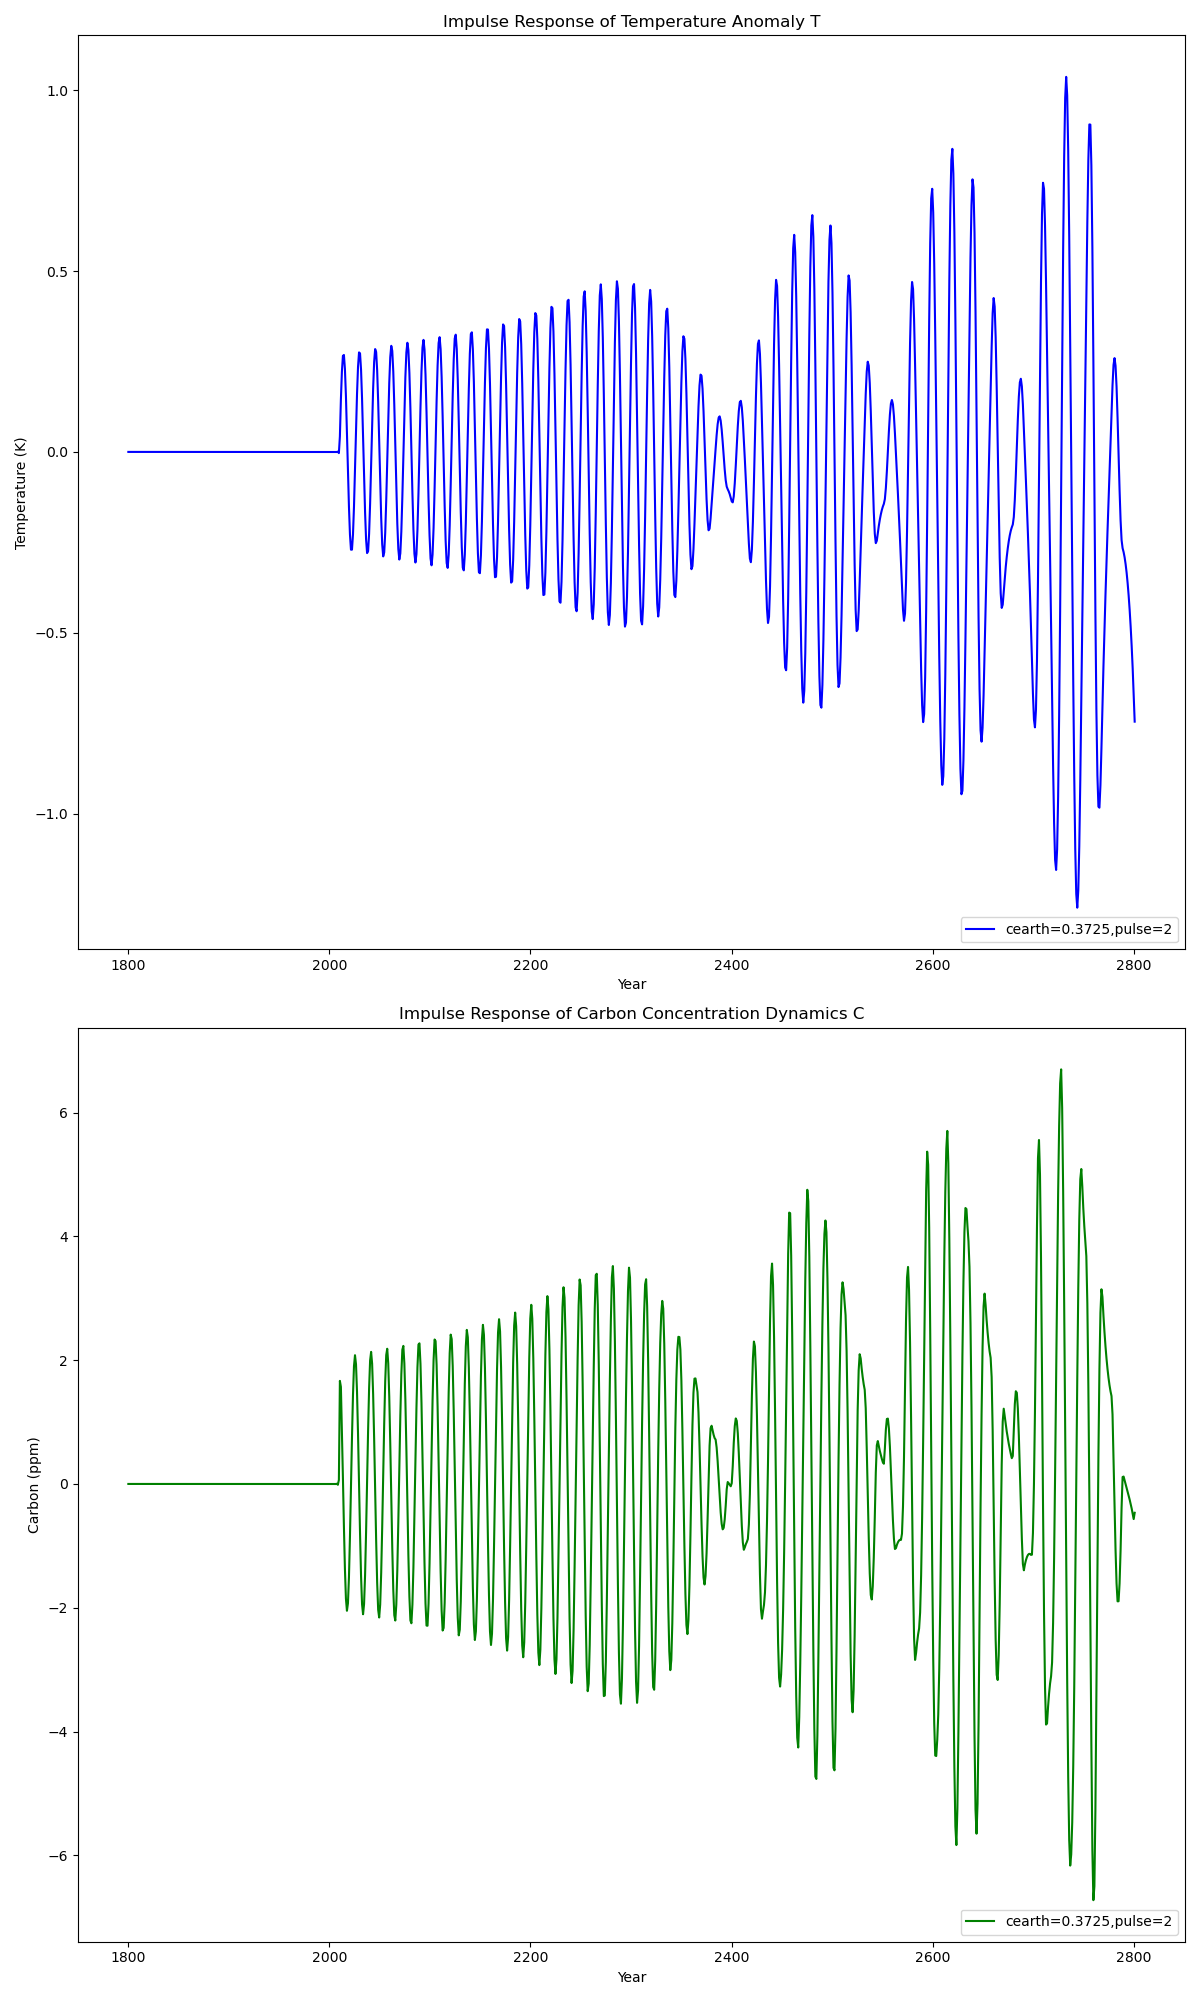 Impulse Response of Temperature Anomaly T
Temperature (K)
1.0
0.5
0.0
−0.5
−1.0
cearth=0.3725,pulse=2
1800 2000 2200 2400 2600 2800
Year
Impulse Response of Carbon Concentration Dynamics C
Carbon (ppm)
6
4
2
0
−2
−4
−6
cearth=0.3725,pulse=2
1800 2000 2200 2400 2600 2800
Year